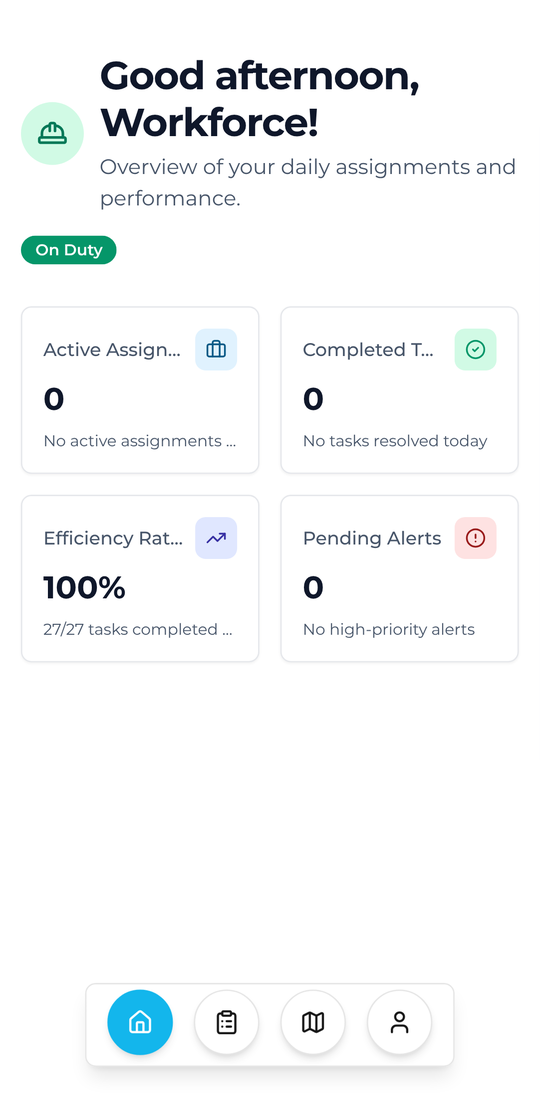 Good afternoon,
Workforce!
Overview of your daily assignments and
performance.
On Duty
Active Assign...
0
No active assignments ...
Completed T...
0
No tasks resolved today
Efficiency Rat...
100%
27/27 tasks completed ...
Pending Alerts
0
No high-priority alerts